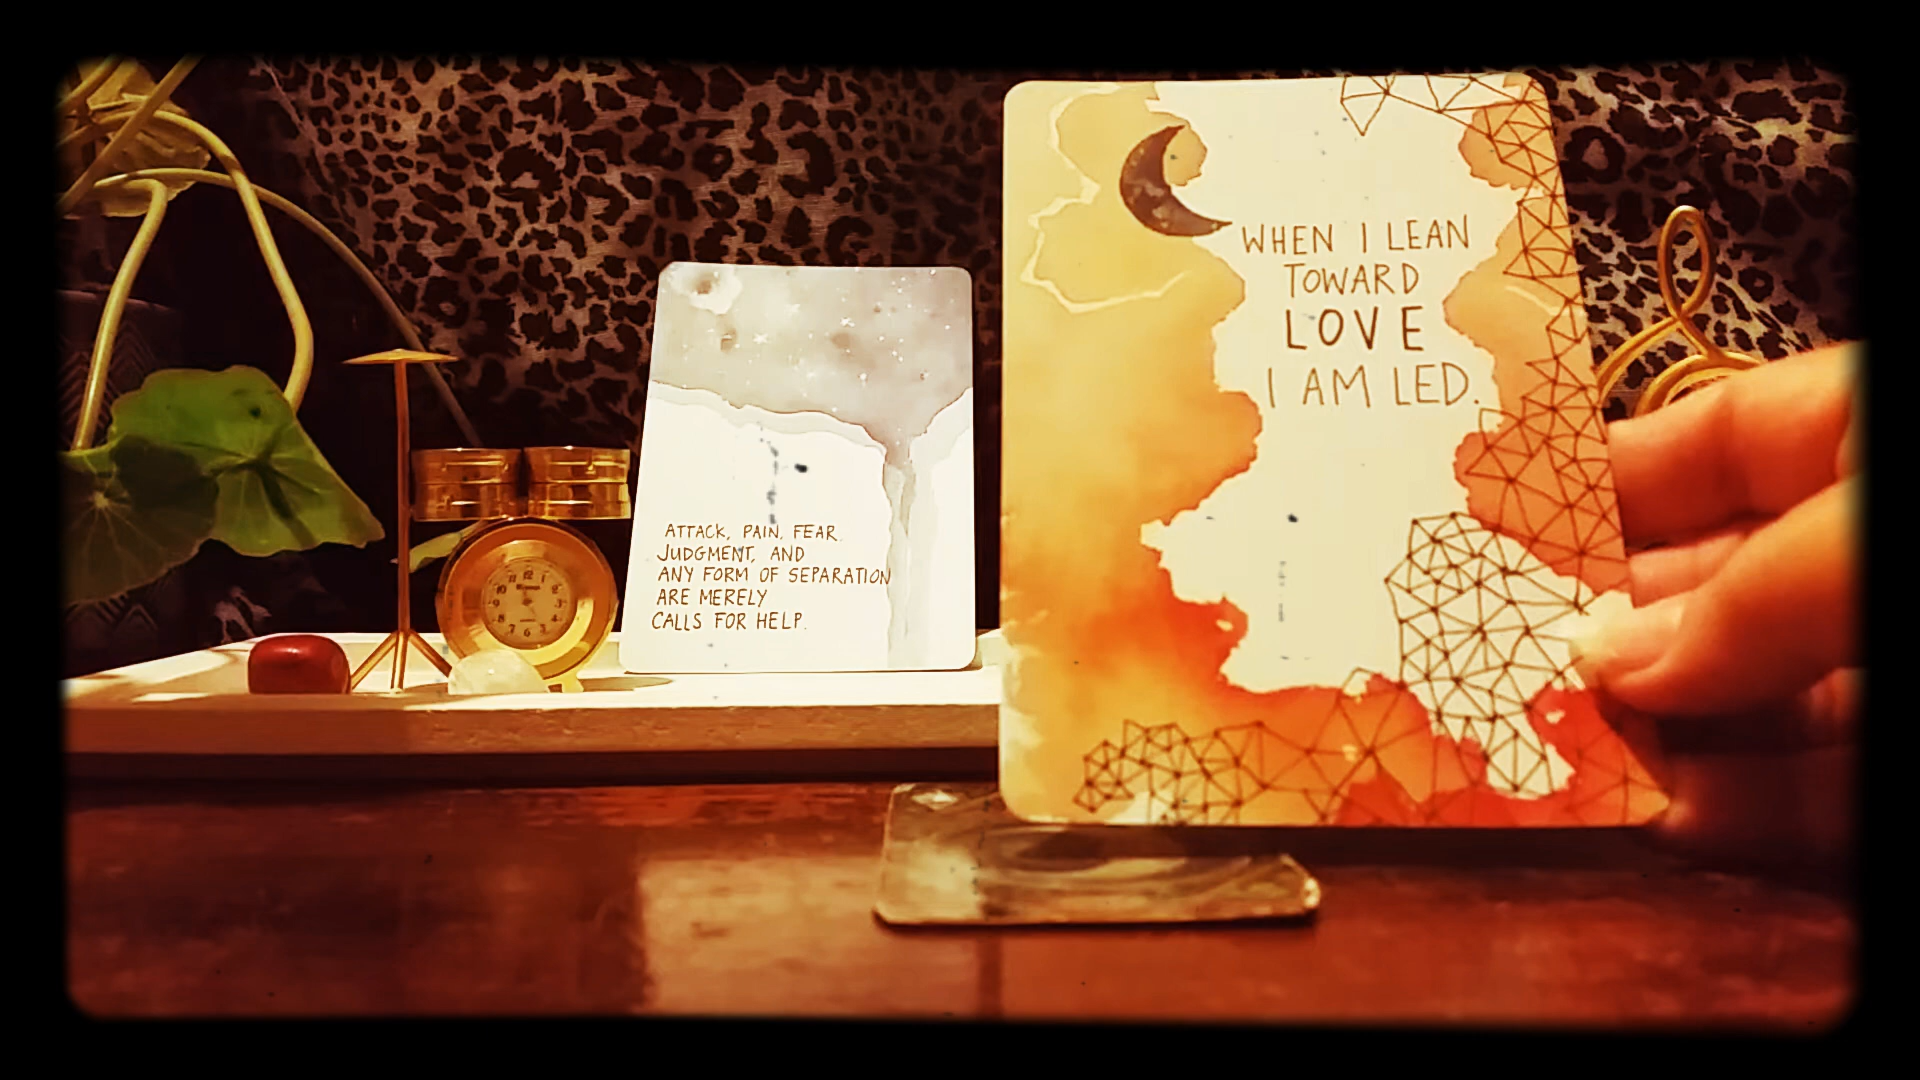 ATTACK, PAIN, FEAR,
JUDGMENT, AND
ANY FORM OF SEPARATION
ARE MERELY
CALLS FOR HELP.
WHEN I LEAN
TOWARD
LOVE
I AM LED.